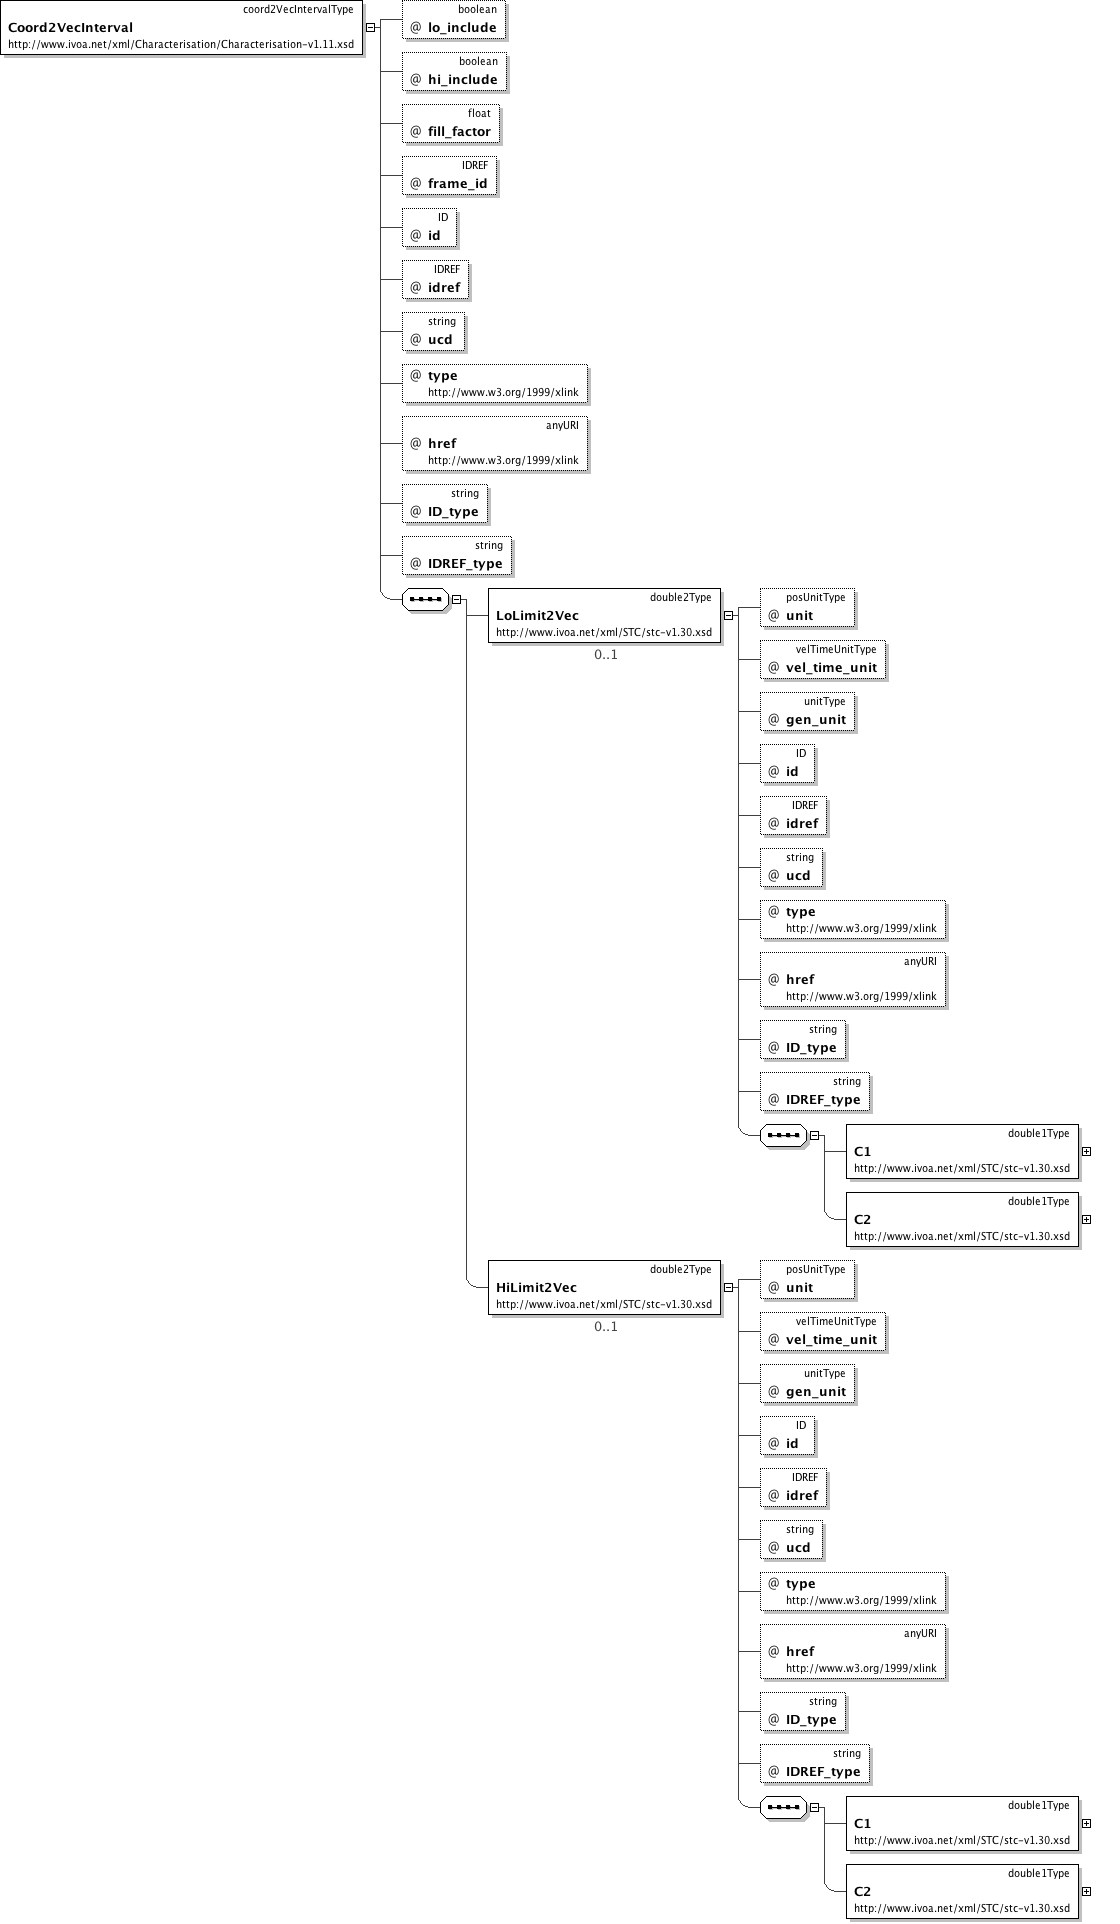 coord2VecIntervalType
Coord2VecInterval
http://www.ivoa.net/xml/Characterisation/Characterisation-v1.11.xsd
boolean
@ lo_include
boolean
@ hi_include
float
@ fill_factor
IDREF
@ frame_id
ID
@ id
IDREF
@ idref
string
@ ucd
@ type
http://www.w3.org/1999/xlink
anyURI
@ href
http://www.w3.org/1999/xlink
string
@ ID_type
string
@ IDREF_type
double2Type
LoLimit2Vec
http://www.ivoa.net/xml/STC/stc-v1.30.xsd
0..1
posUnitType
@ unit
velTimeUnitType
@ vel_time_unit
unitType
@ gen_unit
ID
@ id
IDREF
@ idref
string
@ ucd
@ type
http://www.w3.org/1999/xlink
anyURI
@ href
http://www.w3.org/1999/xlink
string
@ ID_type
string
@ IDREF_type
double1Type
C1
http://www.ivoa.net/xml/STC/stc-v1.30.xsd
double1Type
C2
http://www.ivoa.net/xml/STC/stc-v1.30.xsd
double2Type
HiLimit2Vec
http://www.ivoa.net/xml/STC/stc-v1.30.xsd
0..1
posUnitType
@ unit
velTimeUnitType
@ vel_time_unit
unitType
@ gen_unit
ID
@ id
IDREF
@ idref
string
@ ucd
@ type
http://www.w3.org/1999/xlink
anyURI
@ href
http://www.w3.org/1999/xlink
string
@ ID_type
string
@ IDREF_type
double1Type
C1
http://www.ivoa.net/xml/STC/stc-v1.30.xsd
double1Type
C2
http://www.ivoa.net/xml/STC/stc-v1.30.xsd